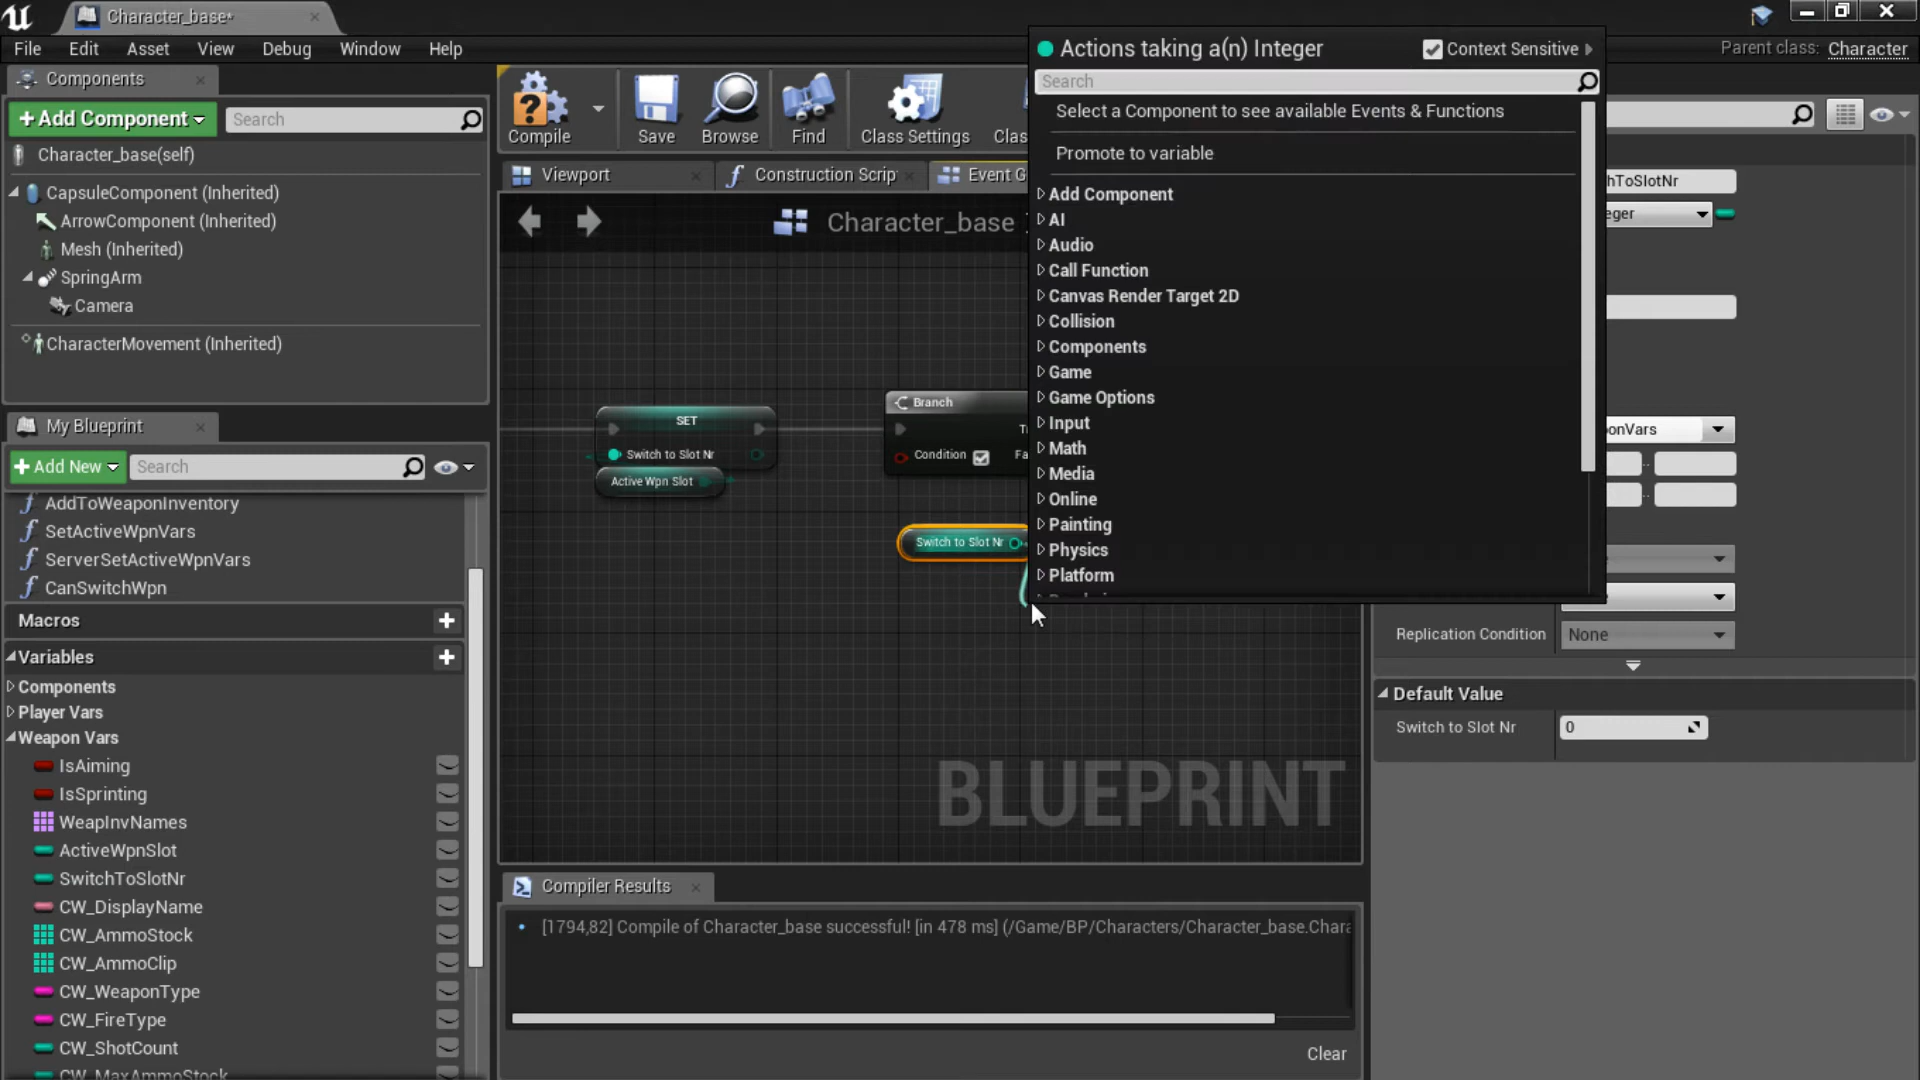 Character_base*
File Edit Asset View Debug Window Help
Parent class: Character
Components
+Add Component
Search
Character_base(self)
CapsuleComponent (Inherited)
ArrowComponent (Inherited)
Mesh (Inherited)
SpringArm
Camera
CharacterMovement (Inherited)
My Blueprint
+Add New
Search
AddToWeaponInventory
SetActiveWpnVars
ServerSetActiveWpnVars
CanSwitchWpn
Macros
Variables
Components
Player Vars
Weapon Vars
IsAiming
IsSprinting
WeapInvNames
ActiveWpnSlot
SwitchToSlotNr
CW_DisplayName
CW_AmmoStock
CW_AmmoClip
CW_WeaponType
CW_FireType
CW_ShotCount
CW_MaxAmmoStock
Compile
Save
Browse
Find
Class Settings
Clas
Viewport
Construction Scrip
Event G
Character_base
SET
Switch to Slot Nr
Active Wpn Slot
Branch
Condition
Switch to Slot Nr
BLUEPRINT
Actions taking a(n) Integer
Context Sensitive
Search
Select a Component to see available Events & Functions
Promote to variable
Add Component
AI
Audio
Call Function
Canvas Render Target 2D
Collision
Components
Game
Game Options
Input
Math
Media
Online
Painting
Physics
Platform
hToSlotNr
eger
onVars
Replication Condition
None
Default Value
Switch to Slot Nr
0
Compiler Results
[1794,82] Compile of Character_base successful! [in 478 ms] (/Game/BP/Characters/Character_base.Chara
Clear